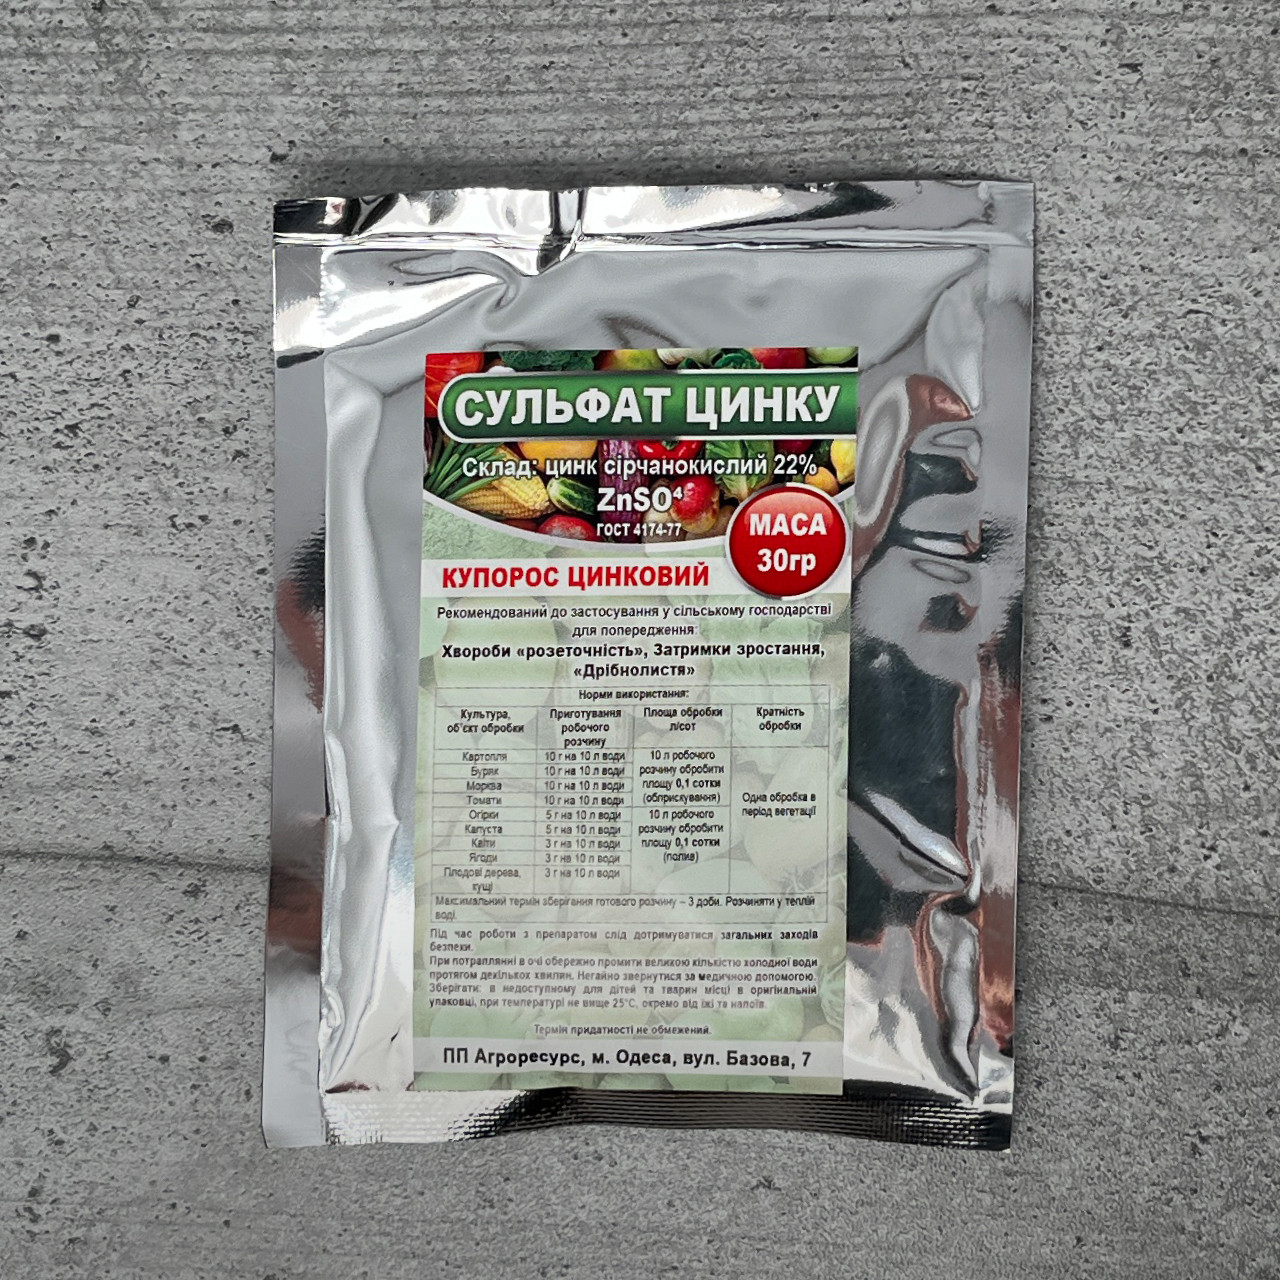 СУЛЬФАТ ЦИНКУ
Склад: цинк сірчанокислий 22%
ZnSO⁴
ГОСТ 4174-77
МАСА
30гр
КУПОРОС ЦИНКОВИЙ
Рекомендований до застосування у сільському господарстві
для попередження:
Хвороби «розеточність», Затримки зростання,
«Дрібнолистя»
Норми використання:
Культура, об'єкт обробки Приготування робочого розчину Площа обробки л/сот Кратність обробки
Картопля 10 г на 10 л води
Буряк 10 г на 10 л води
Морква 10 г на 10 л води
Томати 10 г на 10 л води
10 л робочого
розчину обробити
площу 0,1 сотки
(обприскування)
Огірки 5 г на 10 л води
Капуста 5 г на 10 л води
Квіти 3 г на 10 л води
Ягоди 3 г на 10 л води
Плодові дерева, кущі 3 г на 10 л води
10 л робочого
розчину обробити
площу 0,1 сотки
(полив)
Одна обробка в
період вегетації
Максимальний термін зберігання готового розчину – 3 доби. Розчиняти у теплій
воді.
Під час роботи з препаратом слід дотримуватися загальних заходів
безпеки.
При потраплянні в очі обережно промити великою кількістю холодної води
протягом декількох хвилин. Негайно звернутися за медичною допомогою.
Зберігати: в недоступному для дітей та тварин місці в оригінальній
упаковці, при температурі не вище 25°С, окремо від їжі та напоїв.
Термін придатності не обмежений.
ПП Агроресурс, м. Одеса, вул. Базова, 7